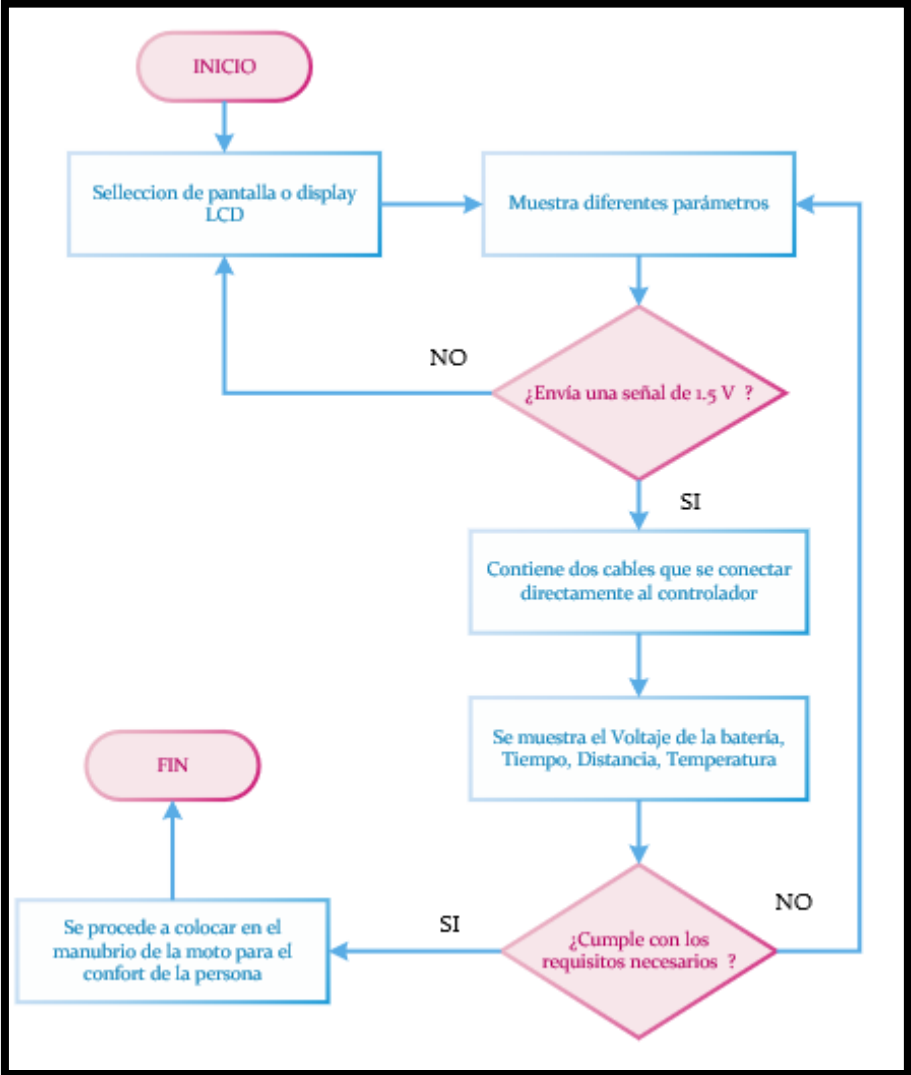 INICIO
Selleccion de pantalla o display
LCD
Muestra diferentes parámetros
NO
¿Envía una señal de 1.5 V ?
SI
Contiene dos cables que se conectar
directamente al controlador
Se muestra el Voltaje de la batería,
Tiempo, Distancia, Temperatura
FIN
NO
SI
¿Cumple con los
requisitos necesarios ?
Se procede a colocar en el
manubrio de la moto para el
confort de la persona